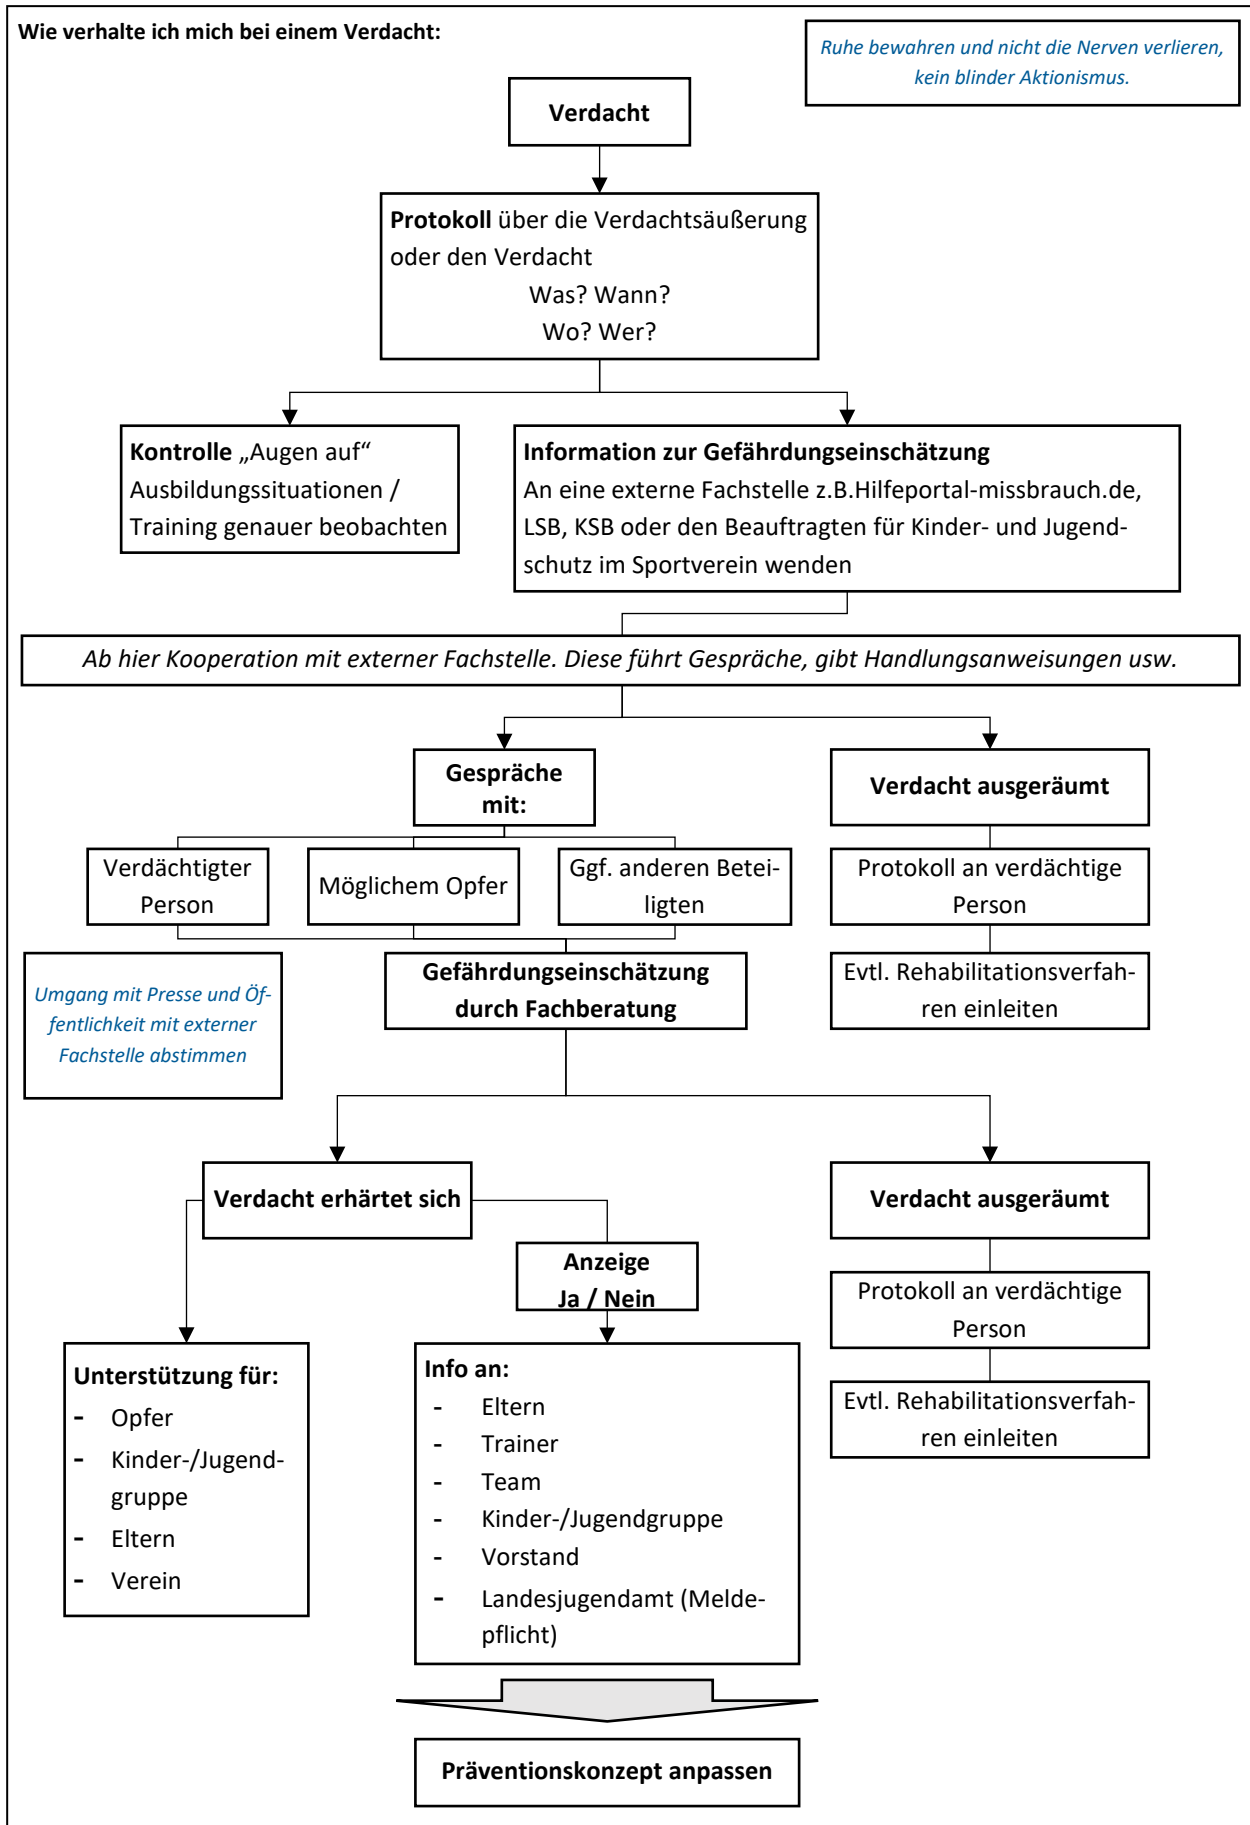 Wie verhalte ich mich bei einem Verdacht:
Ruhe bewahren und nicht die Nerven verlieren,
kein blinder Aktionismus.
Verdacht
Protokoll über die Verdachtsäußerung
oder den Verdacht
Was? Wann?
Wo? Wer?
Kontrolle „Augen auf“
Ausbildungssituationen /
Training genauer beobachten
Information zur Gefährdungseinschätzung
An eine externe Fachstelle z.B.Hilfeportal-missbrauch.de,
LSB, KSB oder den Beauftragten für Kinder- und Jugend-
schutz im Sportverein wenden
Ab hier Kooperation mit externer Fachstelle. Diese führt Gespräche, gibt Handlungsanweisungen usw.
Gespräche
mit:
Verdacht ausgeräumt
Verdächtigter
Person
Möglichem Opfer
Ggf. anderen Betei-
ligten
Protokoll an verdächtige
Person
Umgang mit Presse und Öf-
fentlichkeit mit externer
Fachstelle abstimmen
Gefährdungseinschätzung
durch Fachberatung
Evtl. Rehabilitationsverfah-
ren einleiten
Verdacht erhärtet sich
Verdacht ausgeräumt
Anzeige
Ja / Nein
Protokoll an verdächtige
Person
Evtl. Rehabilitationsverfah-
ren einleiten
Unterstützung für:
- Opfer
- Kinder-/Jugend-
gruppe
- Eltern
- Verein
Info an:
- Eltern
- Trainer
- Team
- Kinder-/Jugendgruppe
- Vorstand
- Landesjugendamt (Melde-
pflicht)
Präventionskonzept anpassen